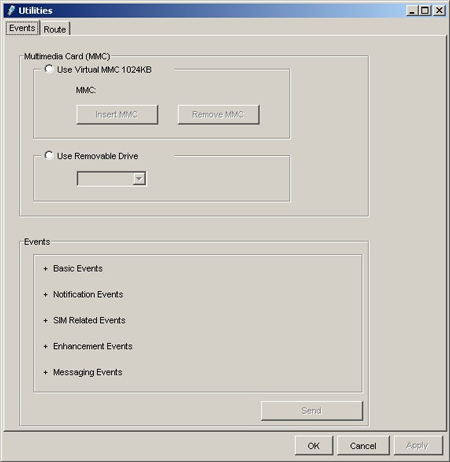 Utilities
Events Route
Multimedia Card (MMC)
Use Virtual MMC 1024KB
MMC:
Insert MMC Remove MMC
Use Removable Drive
Events
+ Basic Events
+ Notification Events
+ SIM Related Events
+ Enhancement Events
+ Messaging Events
Send
OK Cancel Apply